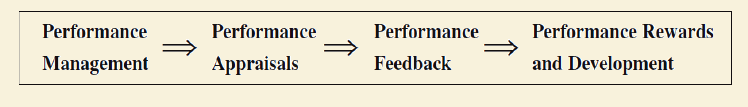 Performance Management ⇒ Performance Appraisals ⇒ Performance Feedback ⇒ Performance Rewards and Development